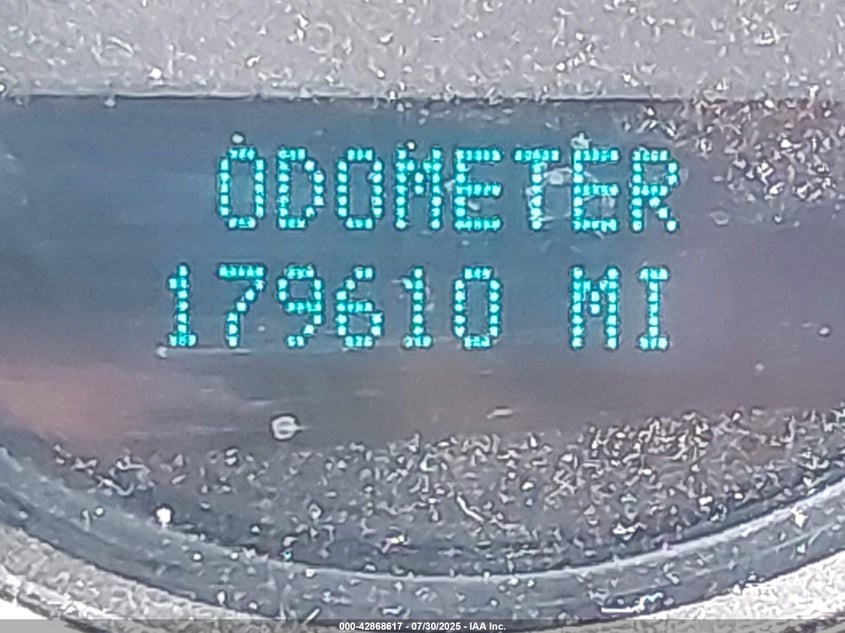 ODOMETER
179610 MI
000-42868617 - 07/30/2025 - IAA Inc.